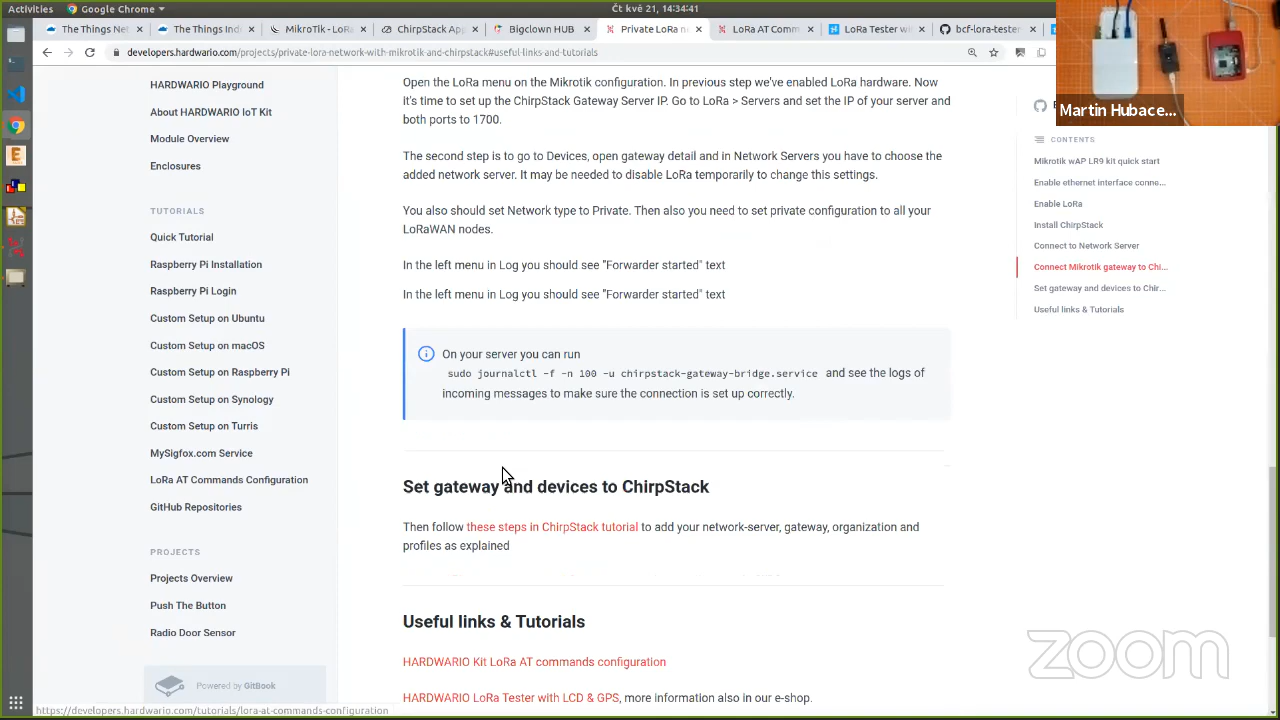 Activities
Google Chrome
Čt kvě 21, 14:34:41
The Things Ne
The Things Ind
MikroTik - LoR
ChirpStack App
Bigclown HUB
Private LoRa n
LoRa AT Comm
LoRa Tester wi
bcf-lora-tester
developers.hardwario.com/projects/private-lora-network-with-mikrotik-and-chirpstack#useful-links-and-tutorials
Martin Hubace...
HARDWARIO Playground
About HARDWARIO IoT Kit
Module Overview
Enclosures
TUTORIALS
Quick Tutorial
Raspberry Pi Installation
Raspberry Pi Login
Custom Setup on Ubuntu
Custom Setup on macOS
Custom Setup on Raspberry Pi
Custom Setup on Synology
Custom Setup on Turris
MySigfox.com Service
LoRa AT Commands Configuration
GitHub Repositories
PROJECTS
Projects Overview
Push The Button
Radio Door Sensor
Powered by GitBook
https://developers.hardwario.com/tutorials/lora-at-commands-configuration
Open the LoRa menu on the Mikrotik configuration. In previous step we've enabled LoRa hardware. Now
it's time to set up the ChirpStack Gateway Server IP. Go to LoRa > Servers and set the IP of your server and
both ports to 1700.
The second step is to go to Devices, open gateway detail and in Network Servers you have to choose the
added network server. It may be needed to disable LoRa temporarily to change this settings.
You also should set Network type to Private. Then also you need to set private configuration to all your
LoRaWAN nodes.
In the left menu in Log you should see "Forwarder started" text
In the left menu in Log you should see "Forwarder started" text
On your server you can run
sudo journalctl -f -n 100 -u chirpstack-gateway-bridge.service and see the logs of
incoming messages to make sure the connection is set up correctly.
Set gateway and devices to ChirpStack
Then follow these steps in ChirpStack tutorial to add your network-server, gateway, organization and
profiles as explained
Useful links & Tutorials
HARDWARIO Kit LoRa AT commands configuration
HARDWARIO LoRa Tester with LCD & GPS, more information also in our e-shop.
CONTENTS
Mikrotik wAP LR9 kit quick start
Enable ethernet interface conne...
Enable LoRa
Install ChirpStack
Connect to Network Server
Connect Mikrotik gateway to Chi...
Set gateway and devices to Chir...
Useful links & Tutorials
zoom